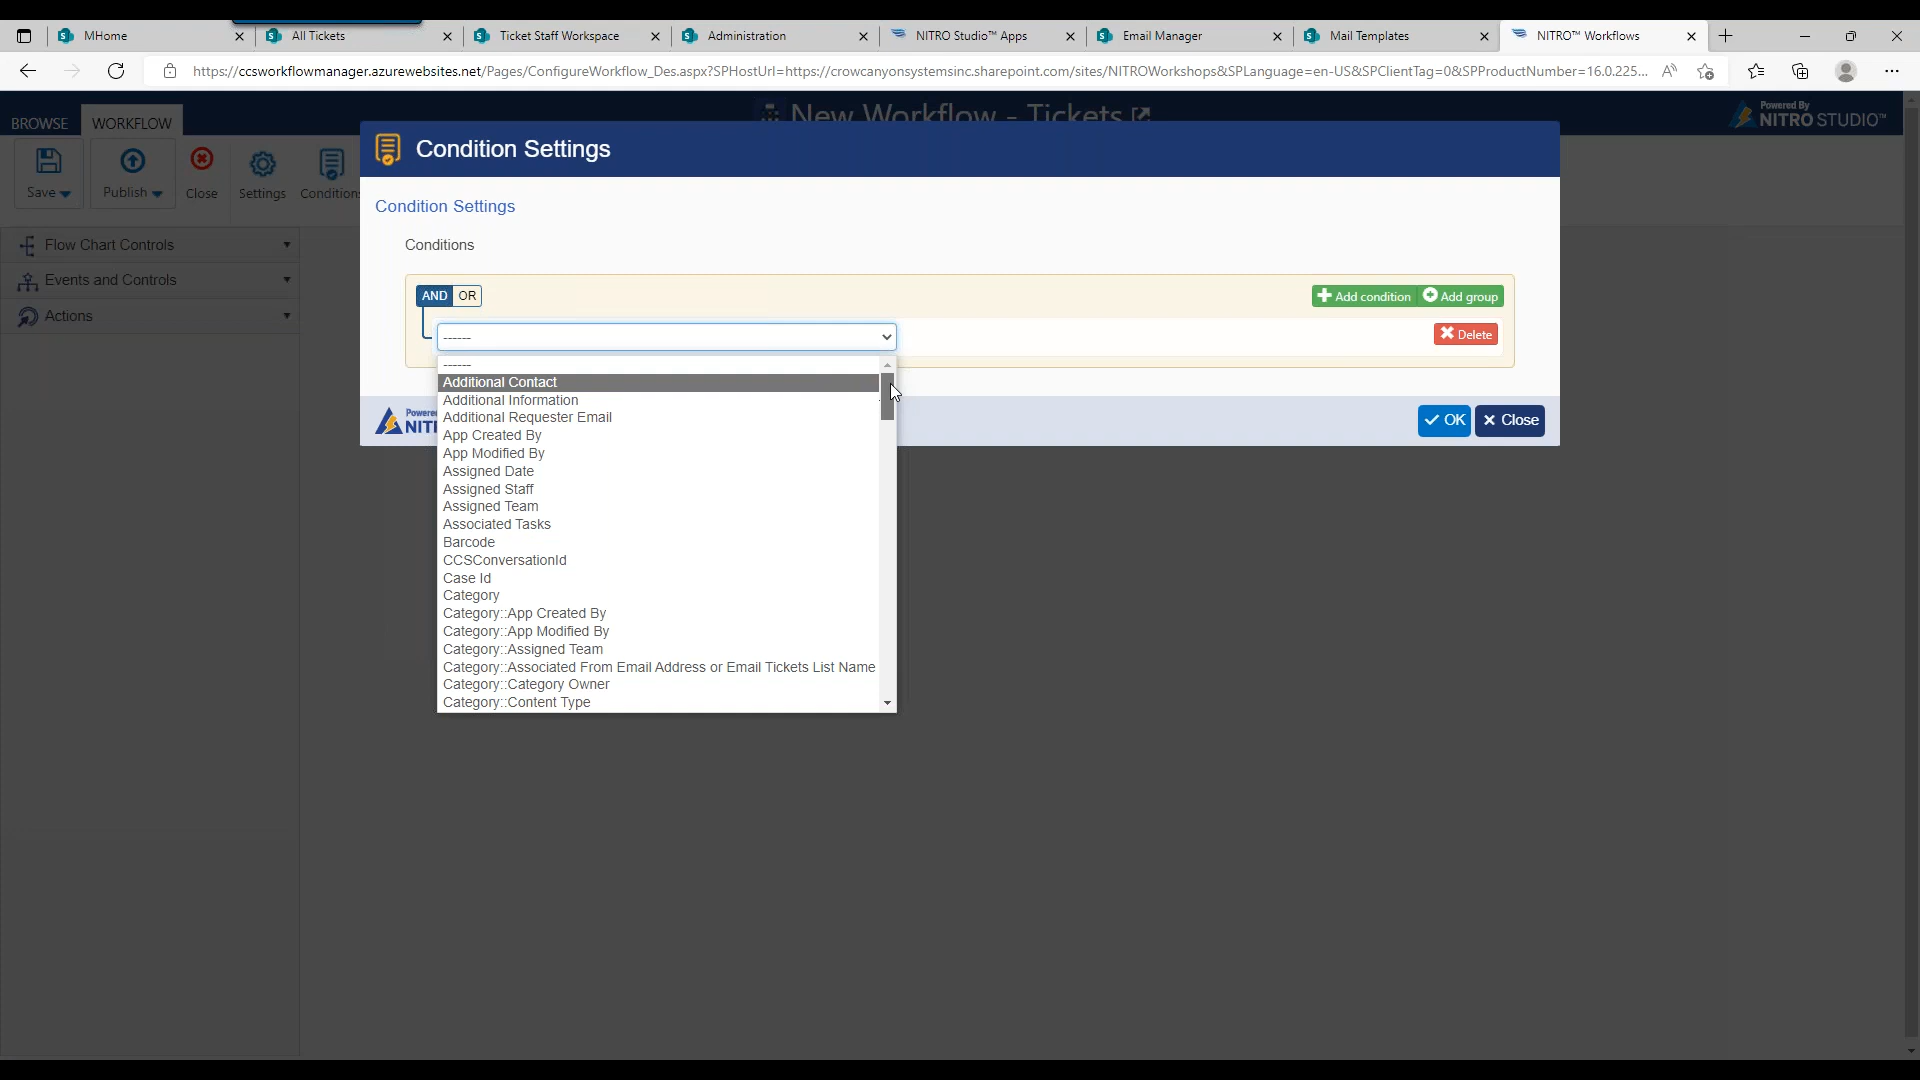 MHome
All Tickets
Ticket Staff Workspace
Administration
NITRO Studio™ Apps
Email Manager
Mail Templates
NITRO™ Workflows
https://ccsworkflowmanager.azurewebsites.net/Pages/ConfigureWorkflow_Des.aspx?SPHostUrl=https://crowcanyonsystemsinc.sharepoint.com/sites/NITROWorkshops&SPLanguage=en-US&SPClientTag=0&SPProductNumber=16.0.225...
BROWSE
WORKFLOW
New Workflow - Tickets
Powered By
NITRO STUDIO™
Save
Publish
Close
Settings
Condition
Condition Settings
Condition Settings
Conditions
Flow Chart Controls
Events and Controls
Actions
AND OR
Add condition
Add group
------
Delete
------
Additional Contact
Additional Information
Additional Requester Email
App Created By
App Modified By
Assigned Date
Assigned Staff
Assigned Team
Associated Tasks
Barcode
CCSConversationId
Case Id
Category
Category::App Created By
Category::App Modified By
Category::Assigned Team
Category::Associated From Email Address or Email Tickets List Name
Category::Category Owner
Category::Content Type
Powere
NIT
OK
Close